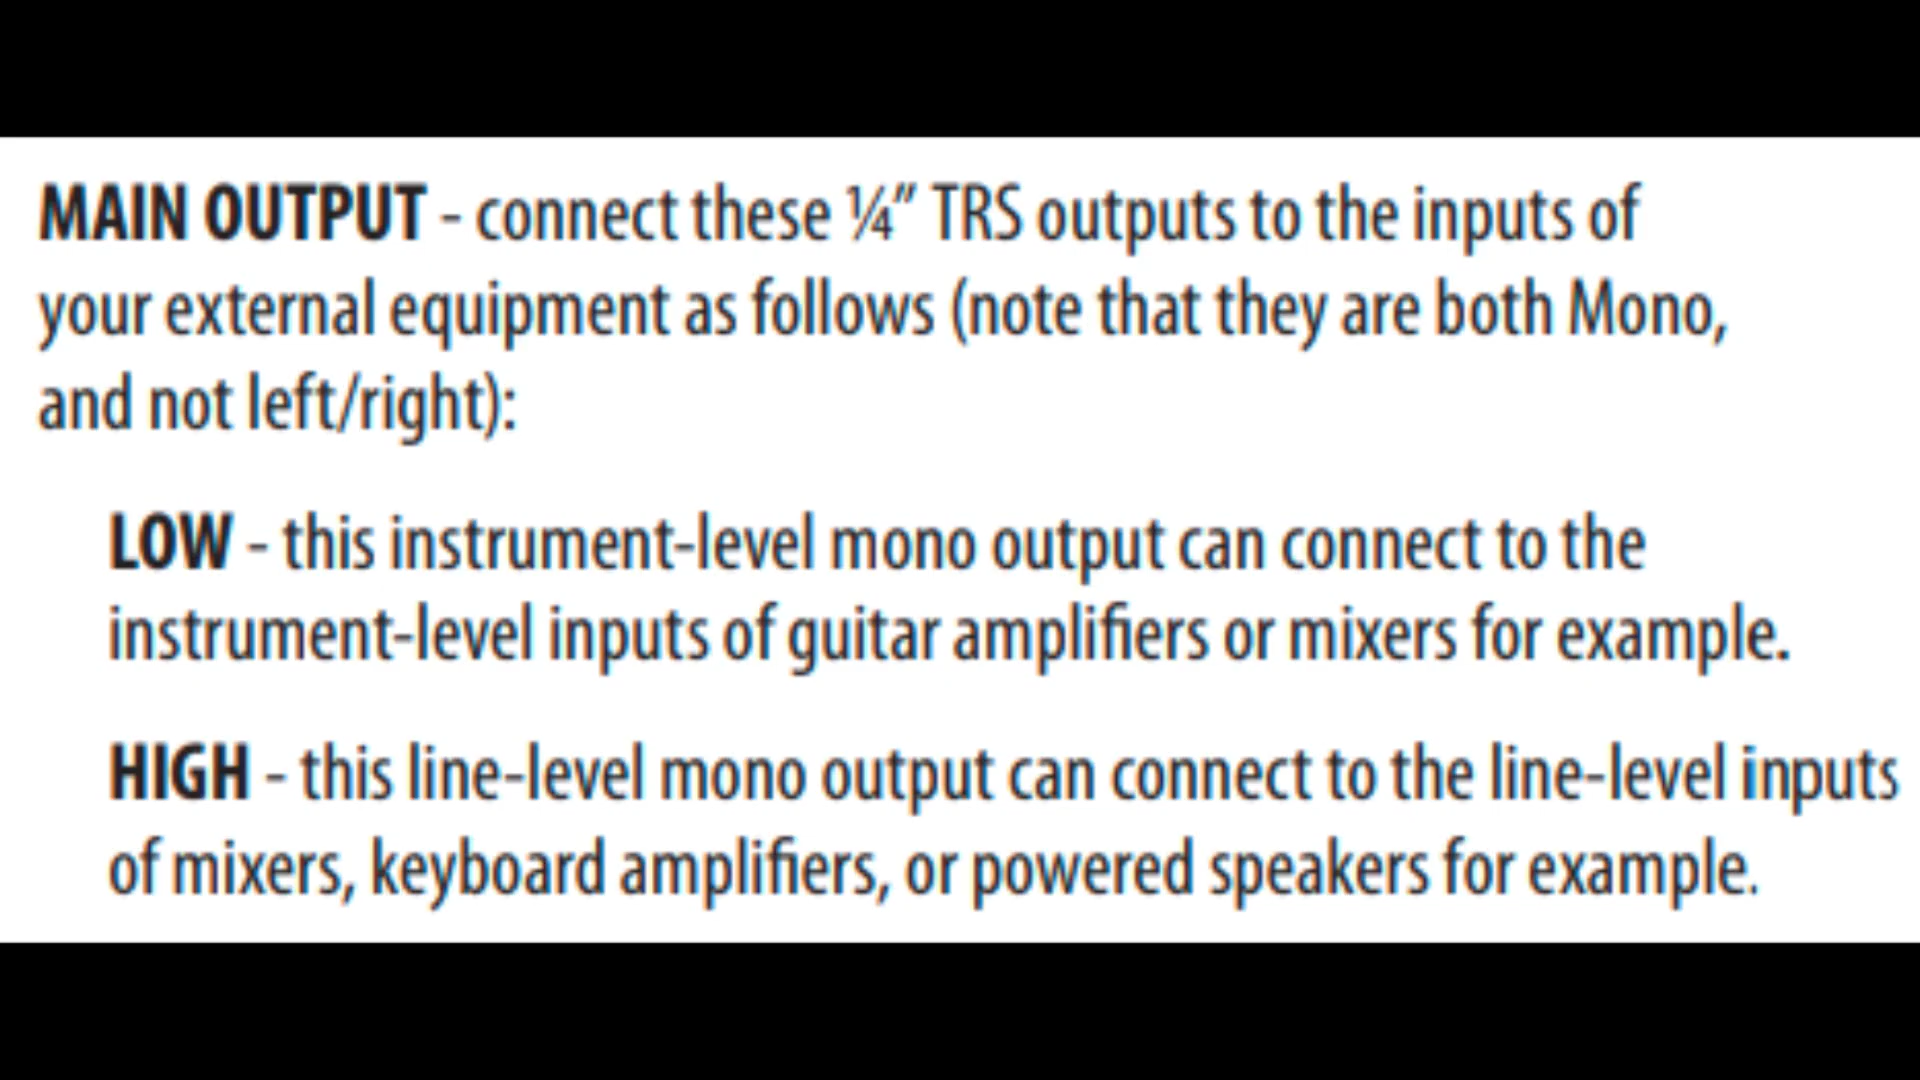 MAIN OUTPUT - connect these ¼” TRS outputs to the inputs of
your external equipment as follows (note that they are both Mono,
and not left/right):
LOW - this instrument-level mono output can connect to the
instrument-level inputs of guitar amplifiers or mixers for example.
HIGH - this line-level mono output can connect to the line-level inputs
of mixers, keyboard amplifiers, or powered speakers for example.